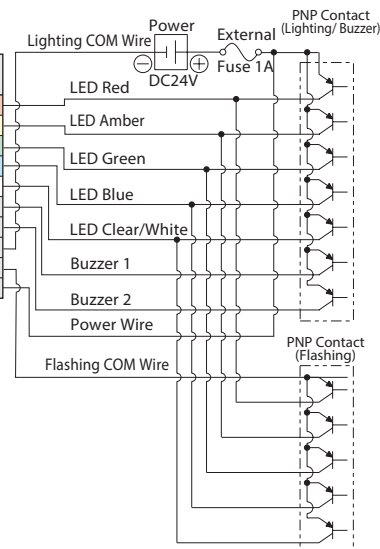 PNP Contact
(Lighting/ Buzzer)
Power
External
Lighting COM Wire
Fuse 1A
DC24V
LED Red
LED Amber
LED Green
LED Blue
LED Clear/White
Buzzer 1
Buzzer 2
Power Wire
PNP Contact
(Flashing)
Flashing COM Wire